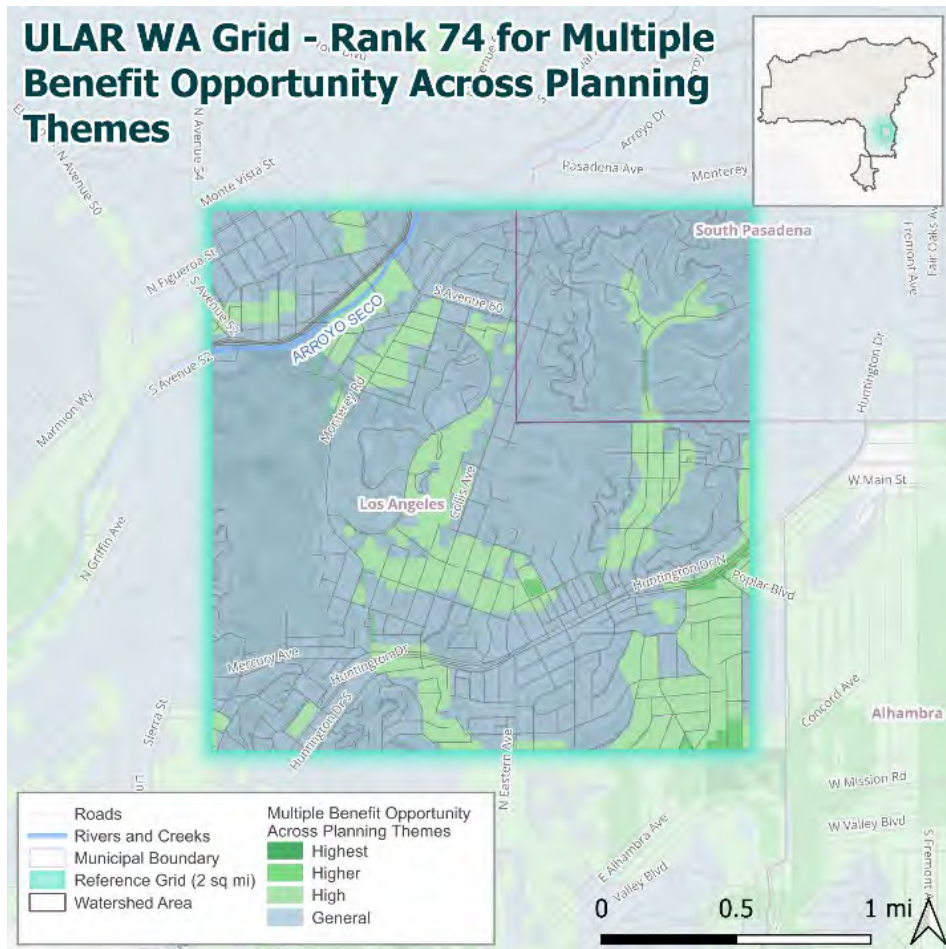 ULAR WA Grid - Rank 74 for Multiple
Benefit Opportunity Across Planning
Themes
N Avenue 50
N Avenue 54
Monte Vista St
Arroyo Dr
Pasadena Ave
Monterey
South Pasadena
Fremont Ave
Fair Oaks Av
N Figueroa St
S Avenue 52
S Avenue 60
ARROYO SECO
S Avenue 52
Marmion Wy
Monterey Rd
Huntington Dr
W Main St
Los Angeles
Collis Ave
N Griffin Ave
Huntington Dr N
Poplar Blvd
Mercury Ave
Huntington Dr
Huntington Dr S
Sierra St
Concord Ave
Alhambra
N Eastern Ave
W Mission Rd
W Valley Blvd
E Alhambra Ave
Valley Blvd
S Fremont A
Roads
Rivers and Creeks
Municipal Boundary
Reference Grid (2 sq mi)
Watershed Area
Multiple Benefit Opportunity
Across Planning Themes
Highest
Higher
High
General
0 0.5 1 mi